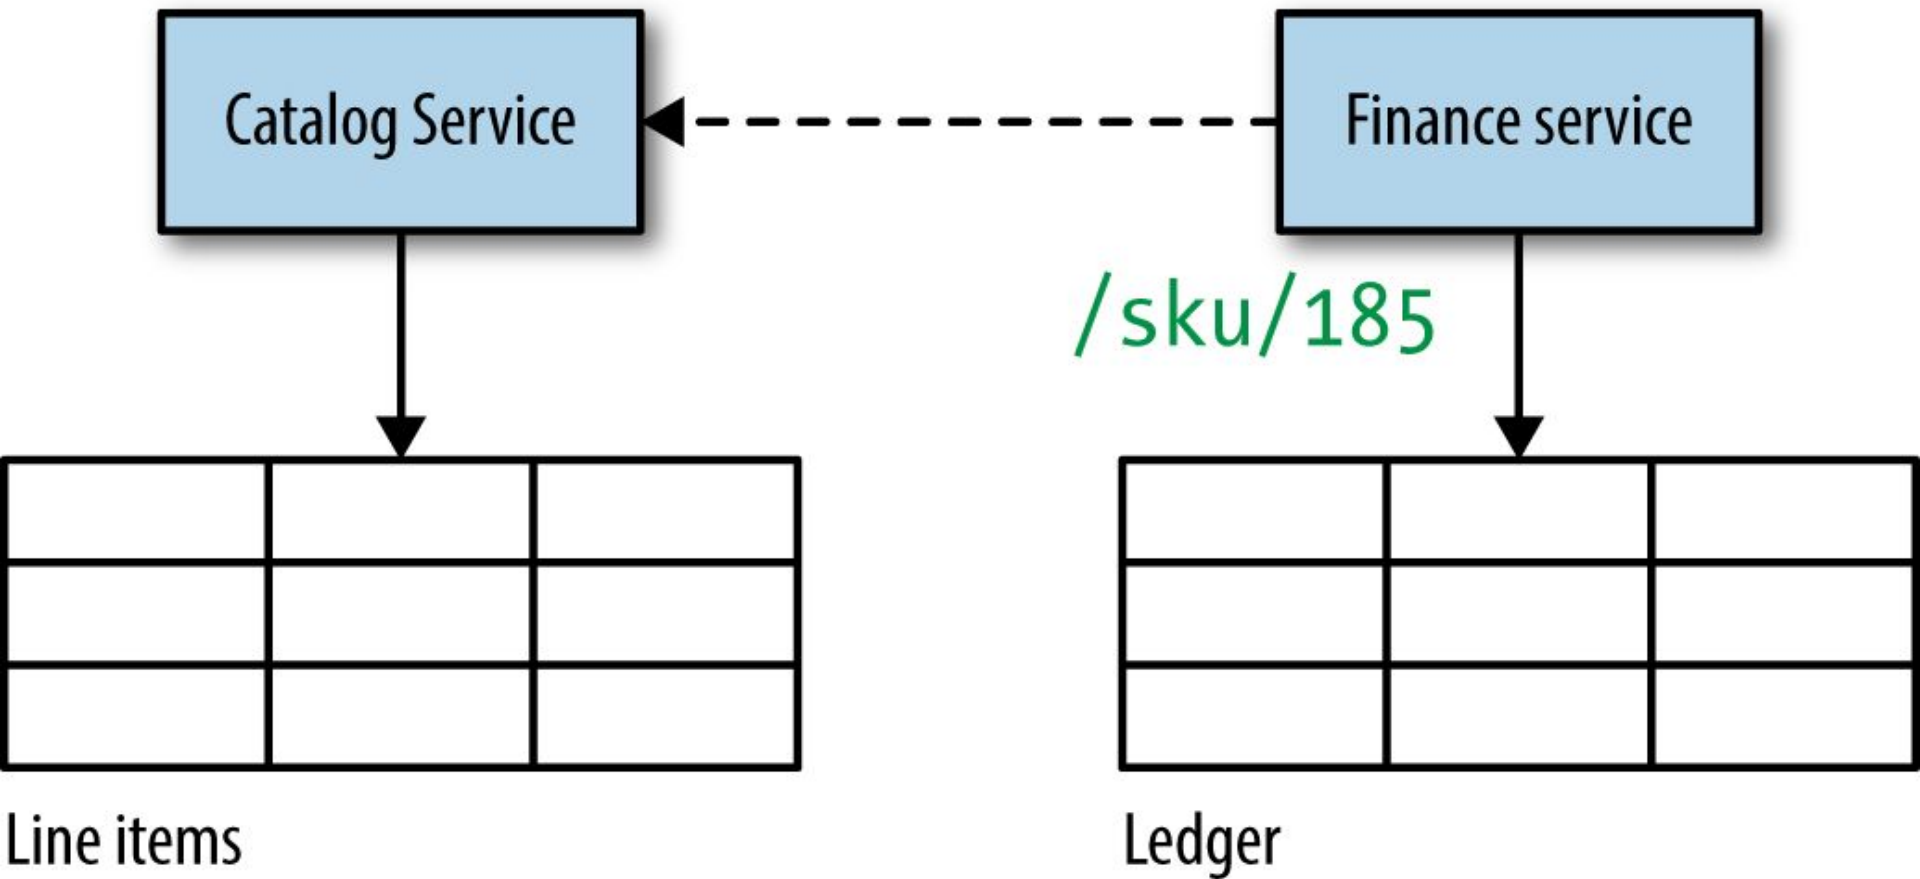 Catalog Service
Finance service
/sku/185
Line items
Ledger